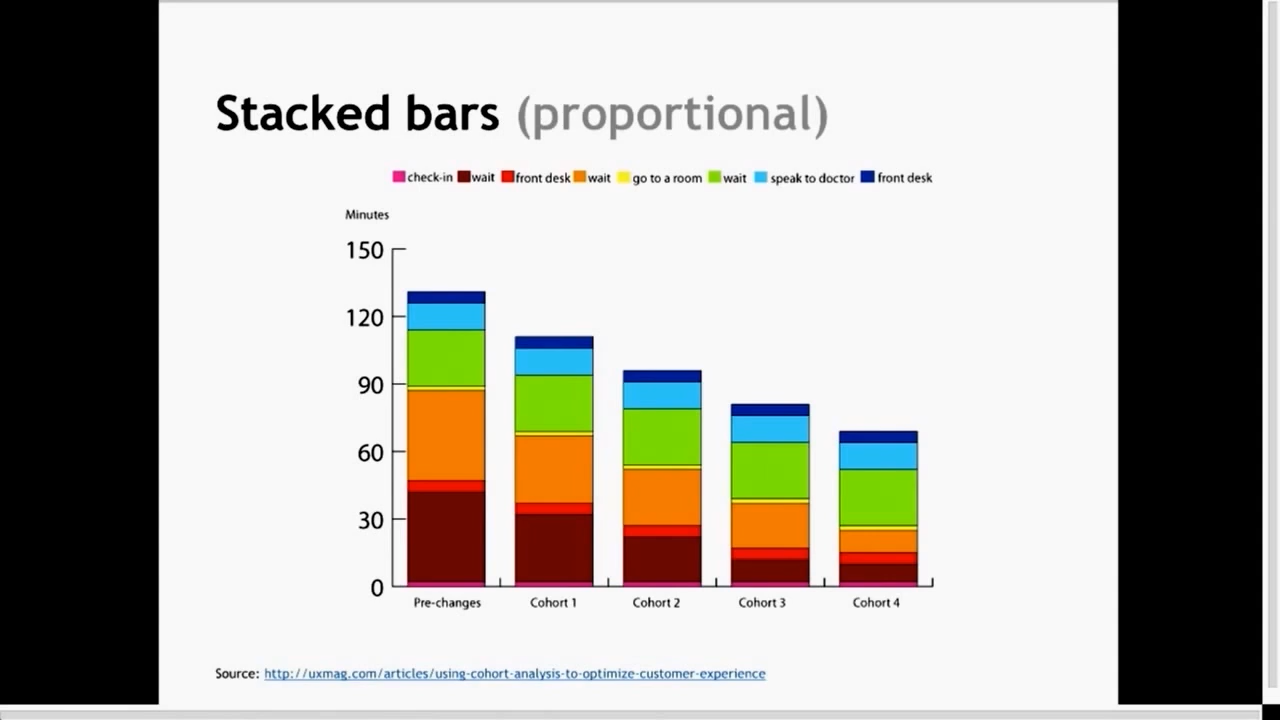 Stacked bars (proportional)
check-in wait front desk wait go to a room wait speak to doctor front desk
Minutes
150
120
90
60
30
0
Pre-changes Cohort 1 Cohort 2 Cohort 3 Cohort 4
Source: http://uxmag.com/articles/using-cohort-analysis-to-optimize-customer-experience